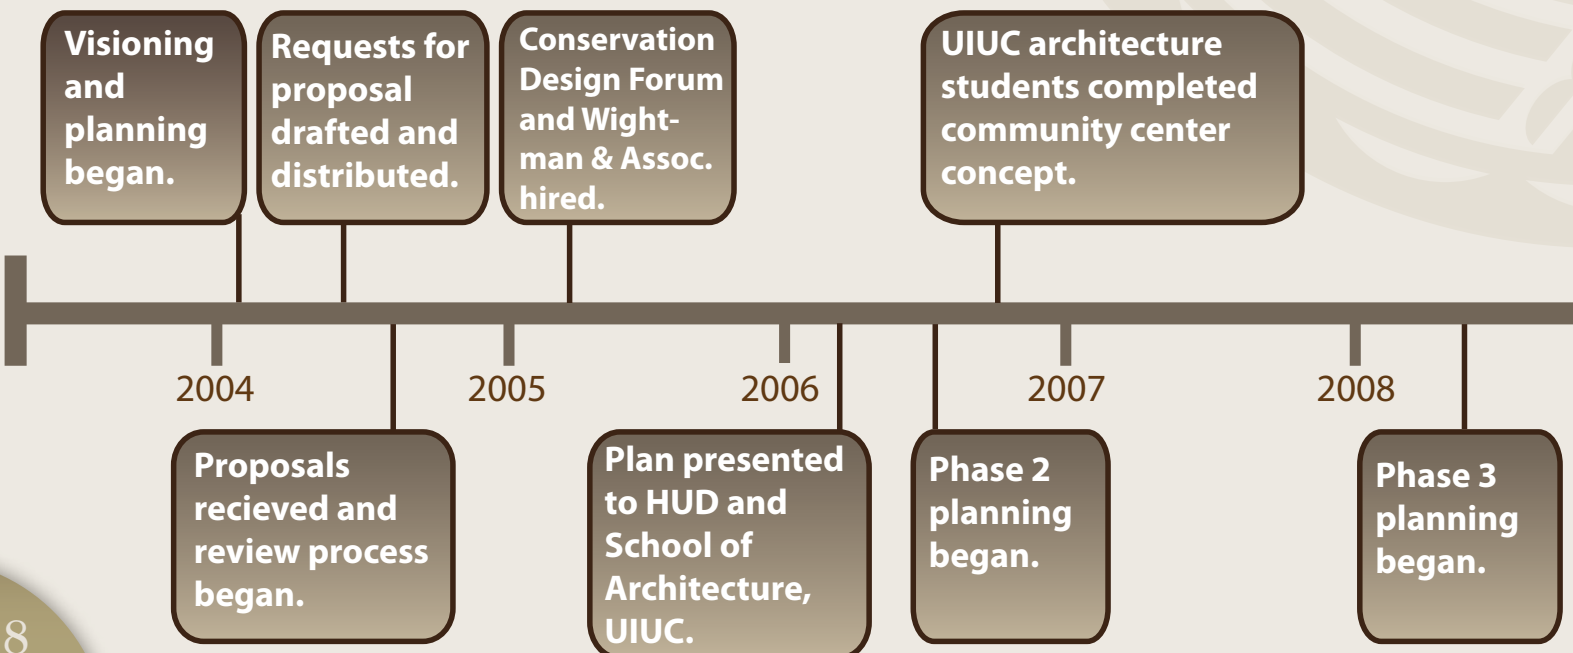 Visioning
and
planning
began.
Requests for
proposal
drafted and
distributed.
Conservation
Design Forum
and Wight-
man & Assoc.
hired.
UIUC architecture
students completed
community center
concept.
2004
2005
2006
2007
2008
Proposals
recieved and
review process
began.
Plan presented
to HUD and
School of
Architecture,
UIUC.
Phase 2
planning
began.
Phase 3
planning
began.
8